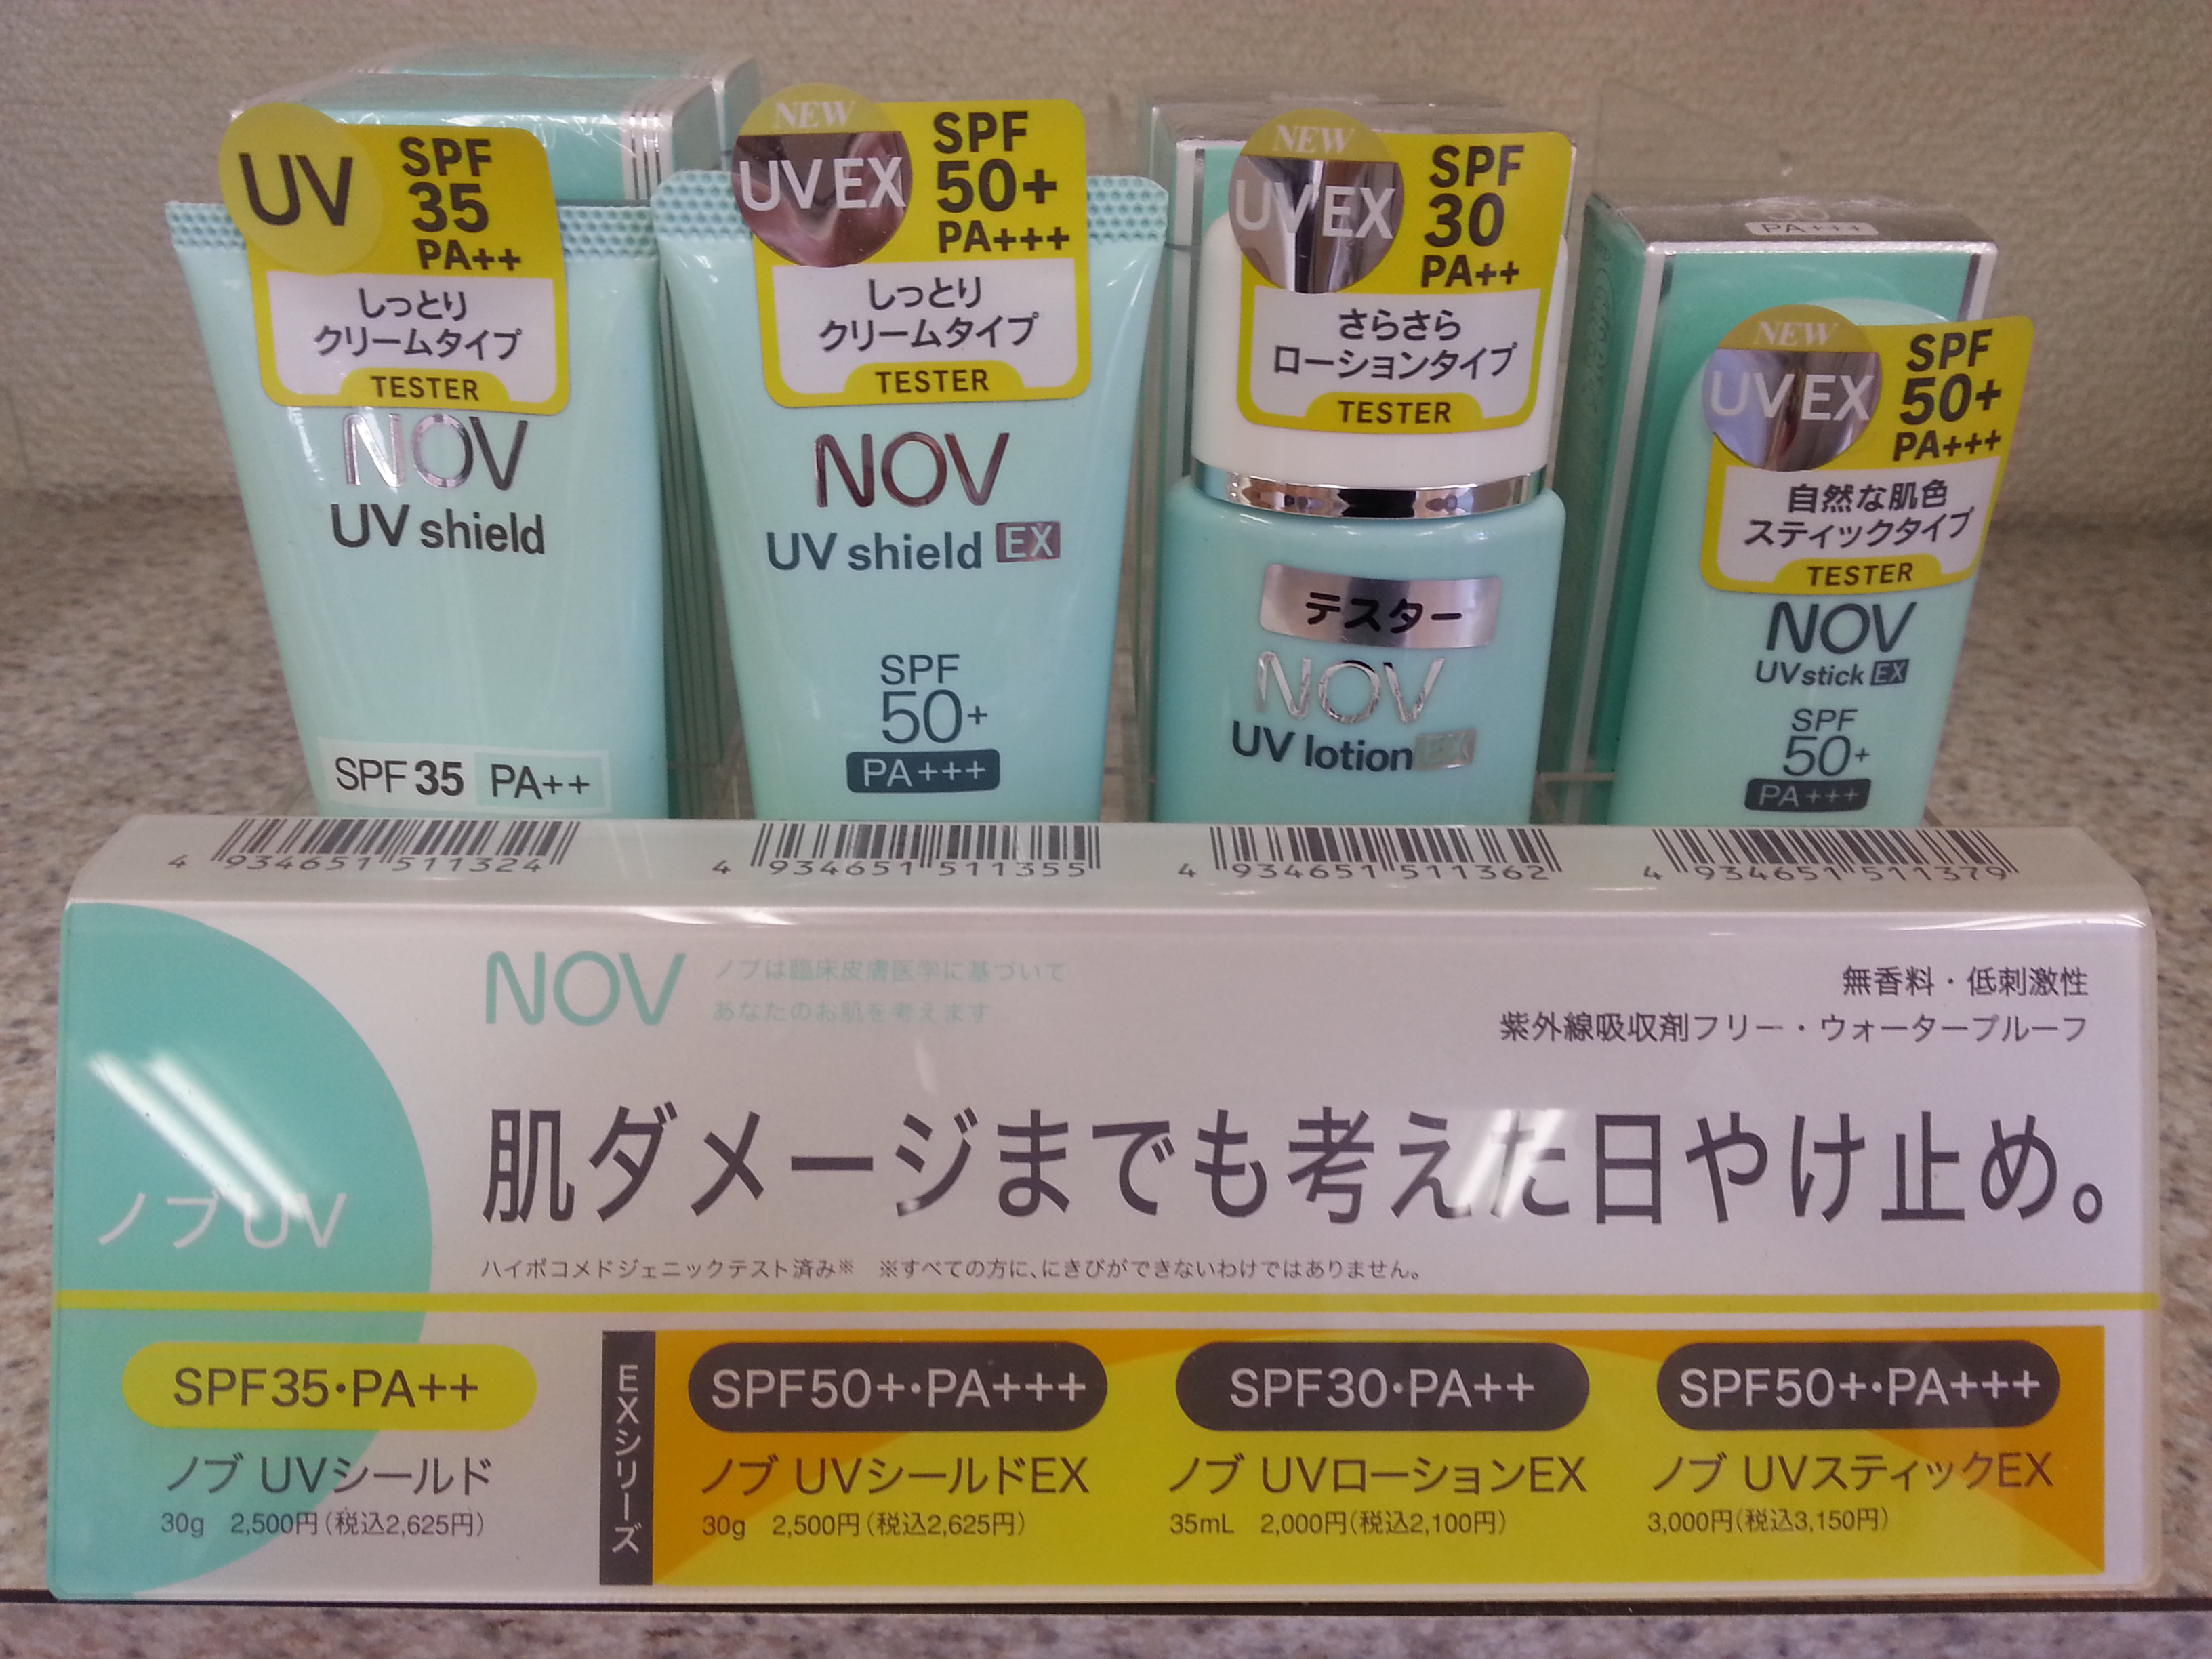 UV
SPF
35
PA++
しっとり
クリームタイプ
TESTER
NOV
UV shield
SPF 35 PA++
NEW
UV EX
SPF
50+
PA+++
しっとり
クリームタイプ
TESTER
NOV
UV shield EX
SPF
50+
PA+++
NEW
UV EX
SPF
30
PA++
さらさら
ローションタイプ
TESTER
テスター
NOV
UV lotion EX
PA+++
NEW
UV EX
SPF
50+
PA+++
自然な肌色
スティックタイプ
TESTER
NOV
UV stick EX
SPF
50+
PA+++
4 934651 511324
4 934651 511355
4 934651 511362
4 934651 511379
NOV
ノブは臨床皮膚医学に基づいて
あなたのお肌を考えます
無香料・低刺激性
紫外線吸収剤フリー・ウォータープルーフ
肌ダメージまでも考えた日やけ止め。
ノブ UV
ハイポコメドジェニックテスト済み※ ※すべての方に、にきびができないわけではありません。
SPF35・PA++
ノブ UVシールド
30g 2,500円(税込2,625円)
EXシリーズ
SPF50+・PA+++
ノブ UVシールドEX
30g 2,500円(税込2,625円)
SPF30・PA++
ノブ UVローションEX
35mL 2,000円(税込2,100円)
SPF50+・PA+++
ノブ UVスティックEX
3,000円(税込3,150円)